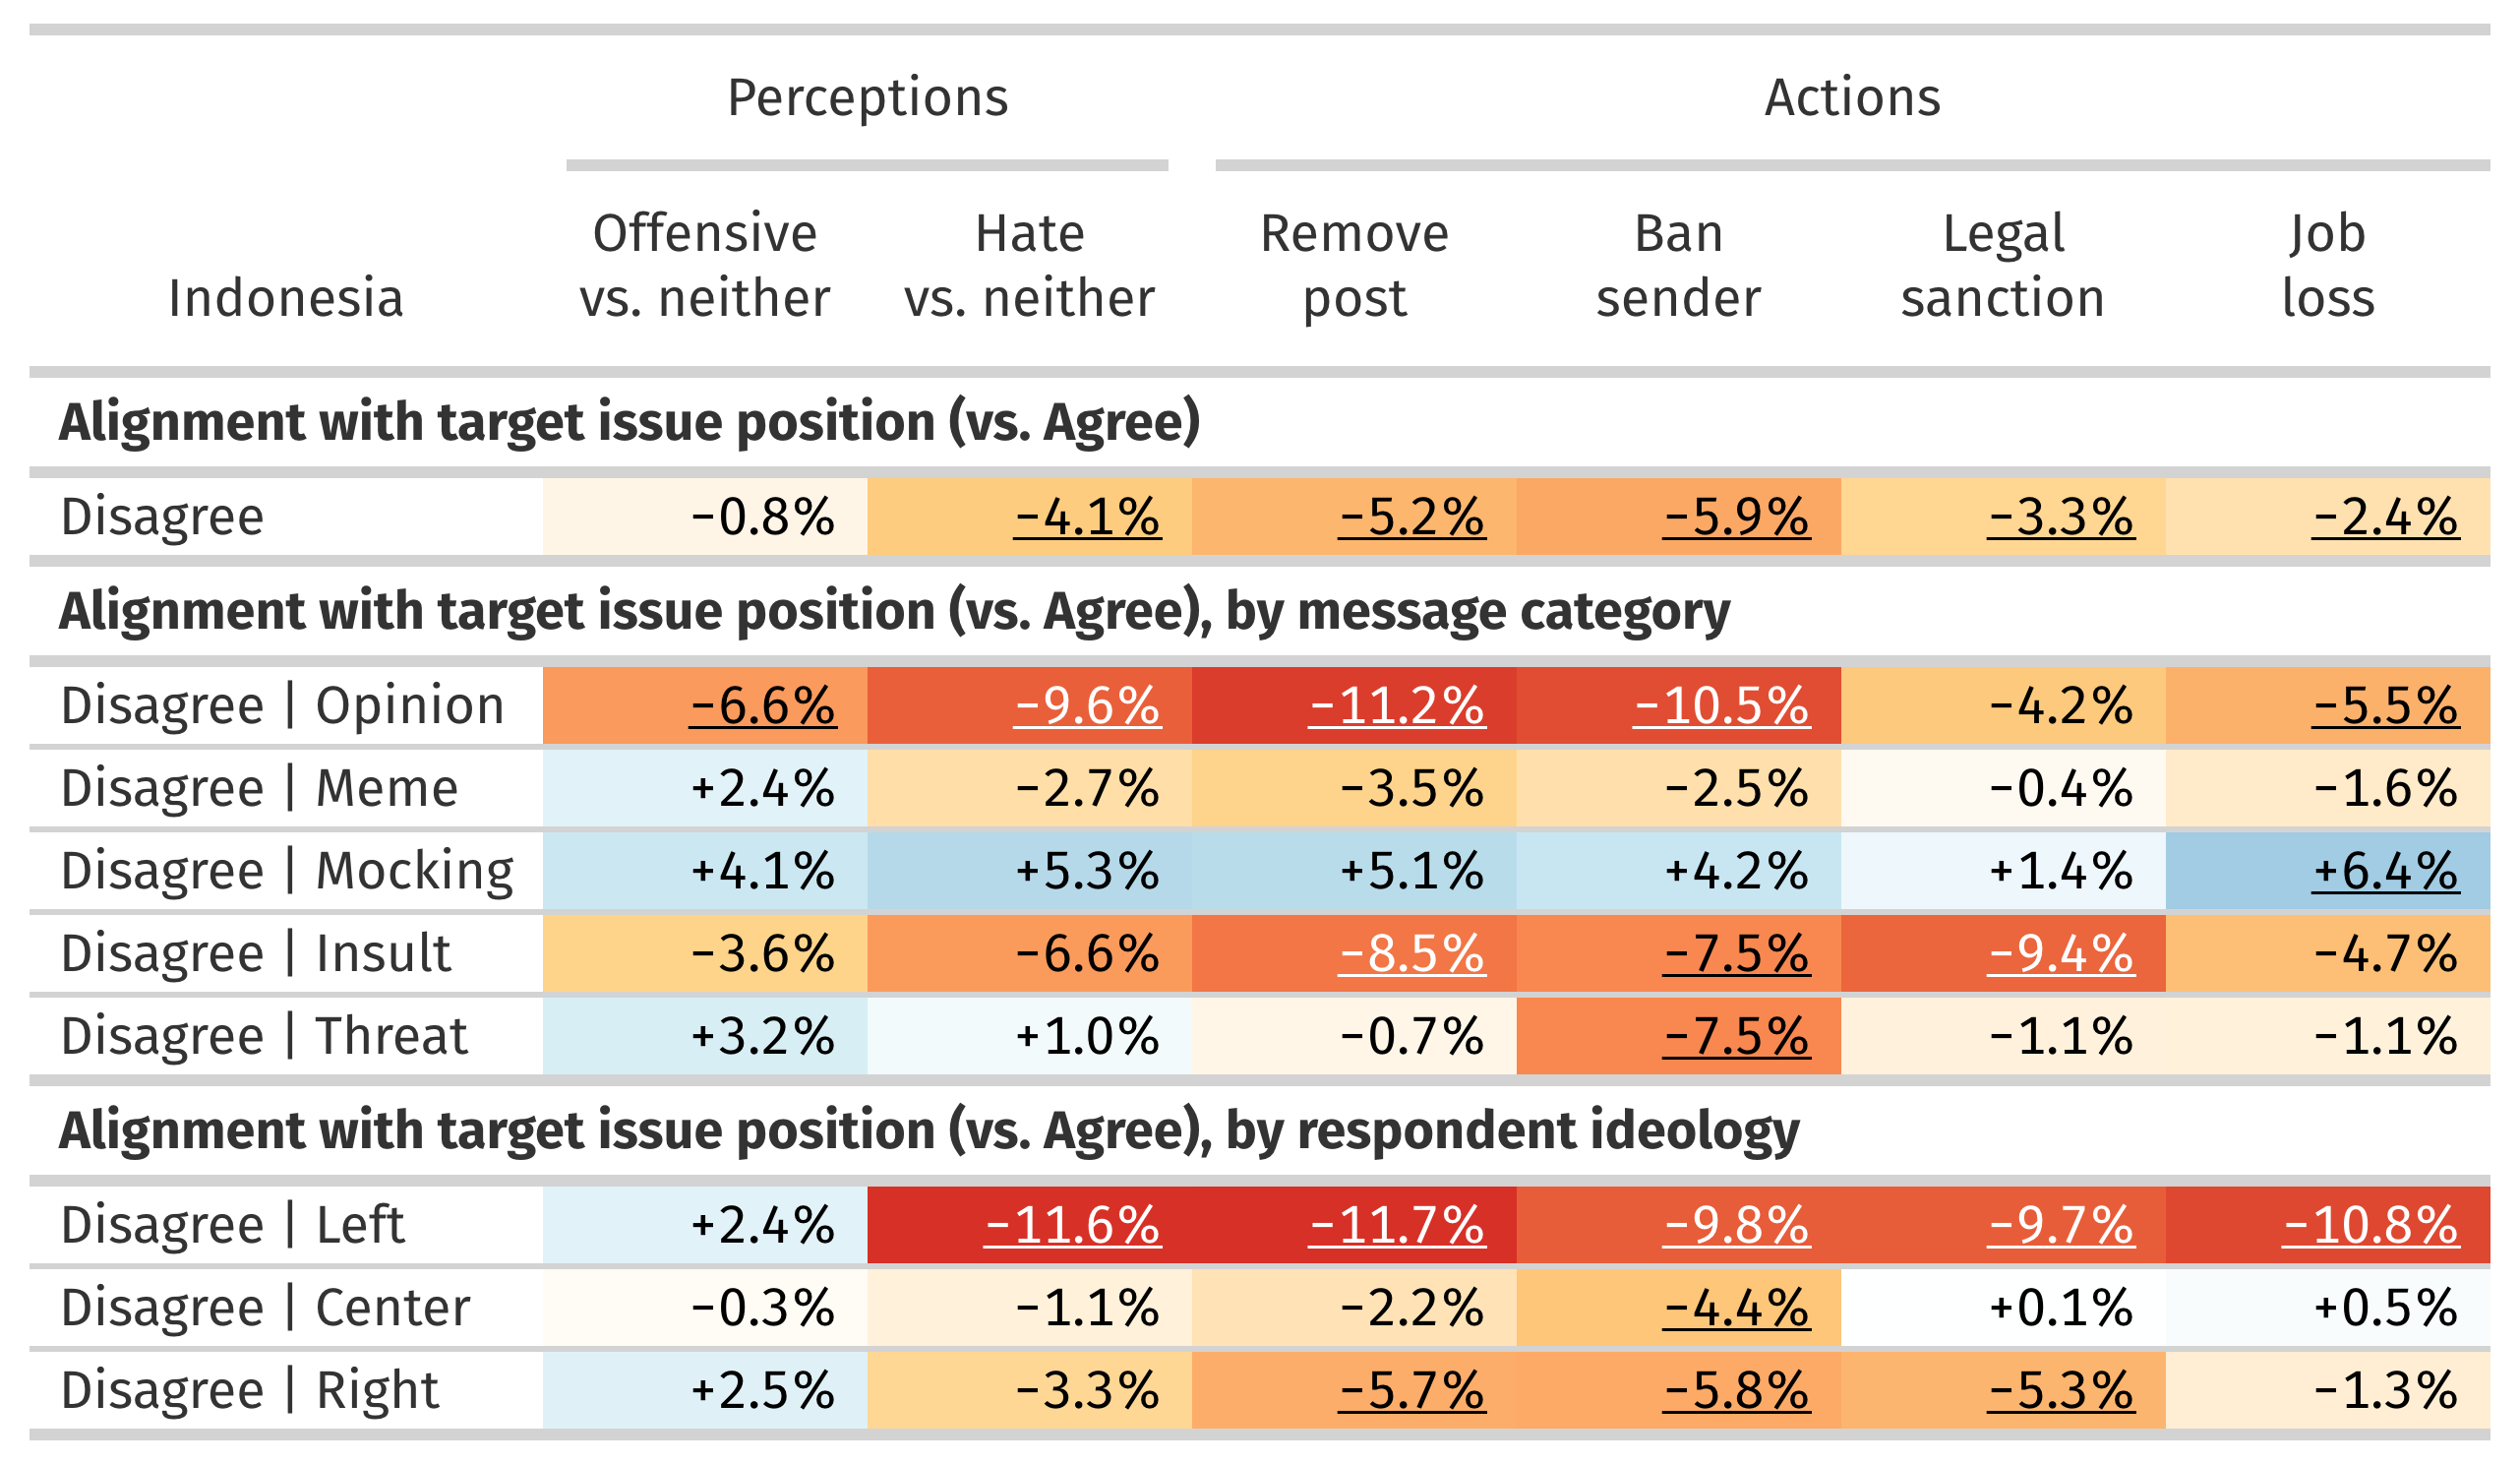 Perceptions Actions
Indonesia Offensive vs. neither Hate vs. neither Remove post Ban sender Legal sanction Job loss
Alignment with target issue position (vs. Agree)
Disagree −0.8% −4.1% −5.2% −5.9% −3.3% −2.4%
Alignment with target issue position (vs. Agree), by message category
Disagree | Opinion −6.6% −9.6% −11.2% −10.5% −4.2% −5.5%
Disagree | Meme +2.4% −2.7% −3.5% −2.5% −0.4% −1.6%
Disagree | Mocking +4.1% +5.3% +5.1% +4.2% +1.4% +6.4%
Disagree | Insult −3.6% −6.6% −8.5% −7.5% −9.4% −4.7%
Disagree | Threat +3.2% +1.0% −0.7% −7.5% −1.1% −1.1%
Alignment with target issue position (vs. Agree), by respondent ideology
Disagree | Left +2.4% −11.6% −11.7% −9.8% −9.7% −10.8%
Disagree | Center −0.3% −1.1% −2.2% −4.4% +0.1% +0.5%
Disagree | Right +2.5% −3.3% −5.7% −5.8% −5.3% −1.3%